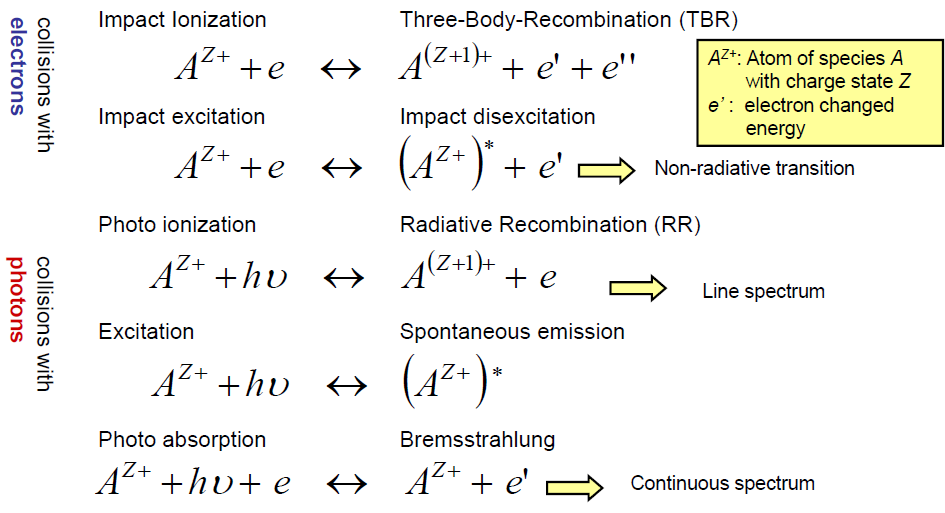 collisions with
electrons
Impact Ionization
Three-Body-Recombination (TBR)
A^{Z+} + e ↔ A^{(Z+1)+} + e' + e''
A^{Z+}: Atom of species A
with charge state Z
e' : electron changed
energy
Impact excitation
Impact disexcitation
A^{Z+} + e ↔ (A^{Z+})^* + e'
Non-radiative transition
collisions with
photons
Photo ionization
Radiative Recombination (RR)
A^{Z+} + hυ ↔ A^{(Z+1)+} + e
Line spectrum
Excitation
Spontaneous emission
A^{Z+} + hυ ↔ (A^{Z+})^*
Photo absorption
Bremsstrahlung
A^{Z+} + hυ + e ↔ A^{Z+} + e'
Continuous spectrum